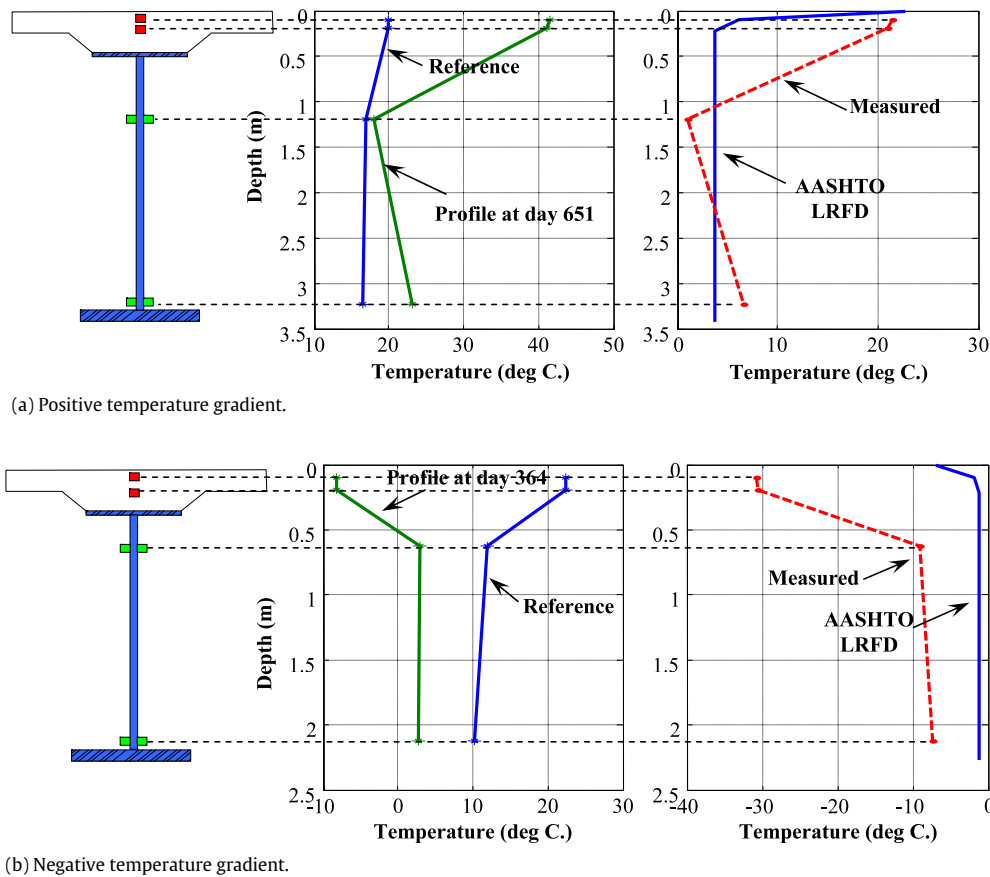 0
0.5
1
1.5
2
2.5
3
3.5
Depth (m)
Reference
Profile at day 651
10 20 30 40 50
Temperature (deg C.)
0
0.5
1
1.5
2
2.5
3
3.5
Measured
AASHTO
LRFD
0 10 20 30
Temperature (deg C.)
(a) Positive temperature gradient.
0
0.5
1
1.5
2
2.5
Depth (m)
Profile at day 364
Reference
-10 0 10 20 30
Temperature (deg C.)
0
0.5
1
1.5
2
2.5
Measured
AASHTO
LRFD
-40 -30 -20 -10 0
Temperature (deg C.)
(b) Negative temperature gradient.